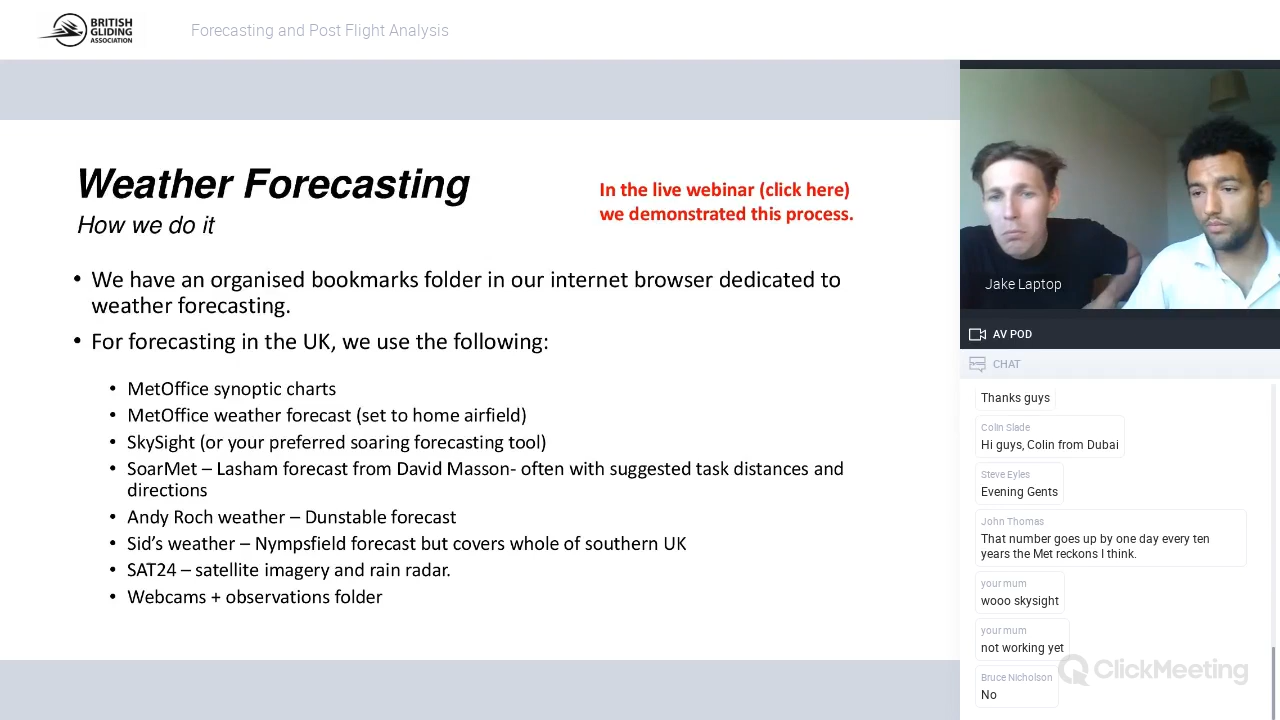 BRITISH
GLIDING
ASSOCIATION
Forecasting and Post Flight Analysis
Weather Forecasting
How we do it
In the live webinar (click here)
we demonstrated this process.
• We have an organised bookmarks folder in our internet browser dedicated to
weather forecasting.
• For forecasting in the UK, we use the following:
• MetOffice synoptic charts
• MetOffice weather forecast (set to home airfield)
• SkySight (or your preferred soaring forecasting tool)
• SoarMet – Lasham forecast from David Masson- often with suggested task distances and
directions
• Andy Roch weather – Dunstable forecast
• Sid's weather – Nympsfield forecast but covers whole of southern UK
• SAT24 – satellite imagery and rain radar.
• Webcams + observations folder
Jake Laptop
AV POD
CHAT
Thanks guys
Colin Slade
Hi guys, Colin from Dubai
Steve Eyles
Evening Gents
John Thomas
That number goes up by one day every ten
years the Met reckons I think.
your mum
wooo skysight
your mum
not working yet
Bruce Nicholson
No
ClickMeeting